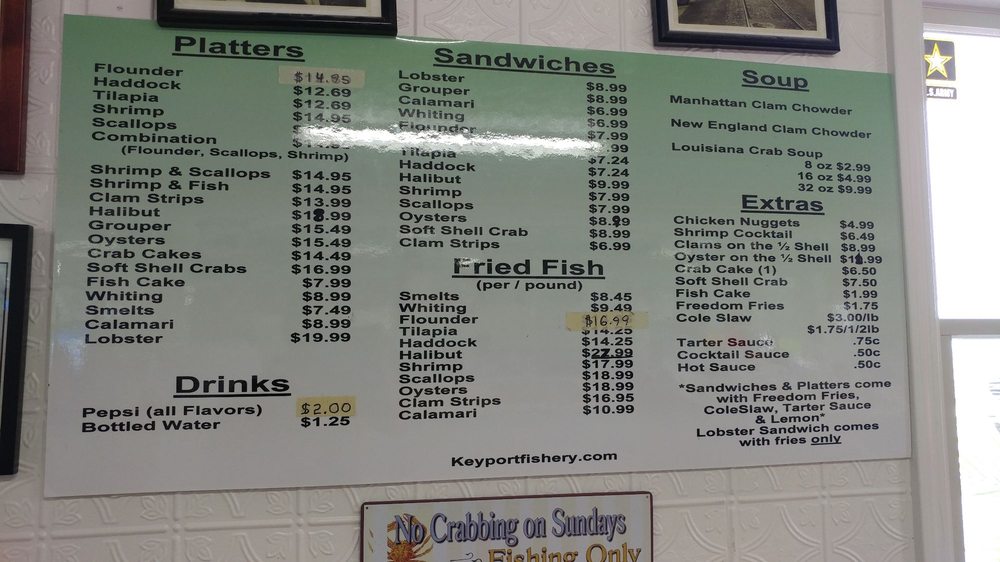 Platters
Flounder
Haddock $12.69
Tilapia $12.69
Shrimp $14.95
Scallops
Combination
(Flounder, Scallops, Shrimp)
Shrimp & Scallops $14.95
Shrimp & Fish $14.95
Clam Strips $13.99
Halibut $18.99
Grouper $15.49
Oysters $15.49
Crab Cakes $14.49
Soft Shell Crabs $16.99
Fish Cake $7.99
Whiting $8.99
Smelts $7.49
Calamari $8.99
Lobster $19.99
Drinks
Pepsi (all Flavors) $2.00
Bottled Water $1.25
Sandwiches
Lobster $8.99
Grouper $8.99
Calamari $6.99
Whiting $6.99
Flounder $7.99
.99
Tilapia $7.24
Haddock $7.24
Halibut $9.99
Shrimp $7.99
Scallops $7.99
Oysters $8.99
Soft Shell Crab $8.99
Clam Strips $6.99
Fried Fish
(per / pound)
Smelts $8.45
Whiting $9.49
Flounder $16.99
Tilapia $14.25
Haddock $14.25
Halibut $22.99
Shrimp $17.99
Scallops $18.99
Oysters $18.99
Clam Strips $16.95
Calamari $10.99
Keyportfishery.com
Soup
Manhattan Clam Chowder
New England Clam Chowder
Louisiana Crab Soup
8 oz $2.99
16 oz $4.99
32 oz $9.99
Extras
Chicken Nuggets $4.99
Shrimp Cocktail $6.49
Clams on the ½ Shell $8.99
Oyster on the ½ Shell
Crab Cake (1) $6.50
Soft Shell Crab $7.50
Fish Cake $1.99
Freedom Fries $1.75
Cole Slaw $3.00/lb
$1.75/1/2lb
Tarter Sauce .75c
Cocktail Sauce .50c
Hot Sauce .50c
*Sandwiches & Platters come
with Freedom Fries,
ColeSlaw, Tarter Sauce
& Lemon*
Lobster Sandwich comes
with fries only
No Crabbing on Sundays
Fishing Only
U.S. ARMY